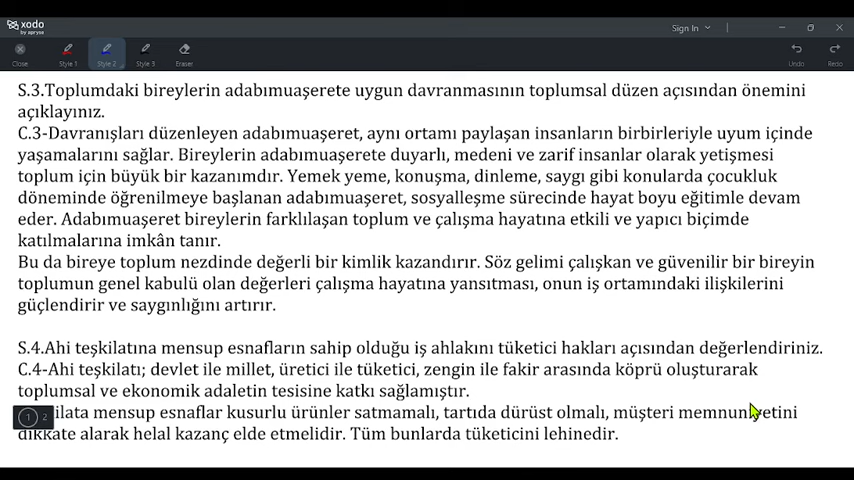 xodo
by apryse
Sign In
Close
Style 1
Style 2
Style 3
Eraser
Undo
Redo
S.3.Toplumdaki bireylerin adabımuaşerete uygun davranmasının toplumsal düzen açısından önemini
açıklayınız.
C.3-Davranışları düzenleyen adabımuaşeret, aynı ortamı paylaşan insanların birbirleriyle uyum içinde
yaşamalarını sağlar. Bireylerin adabımuaşerete duyarlı, medeni ve zarif insanlar olarak yetişmesi
toplum için büyük bir kazanımdır. Yemek yeme, konuşma, dinleme, saygı gibi konularda çocukluk
döneminde öğrenilmeye başlanan adabımuaşeret, sosyalleşme sürecinde hayat boyu eğitimle devam
eder. Adabımuaşeret bireylerin farklılaşan toplum ve çalışma hayatına etkili ve yapıcı biçimde
katılmalarına imkân tanır.
Bu da bireye toplum nezdinde değerli bir kimlik kazandırır. Söz gelimi çalışkan ve güvenilir bir bireyin
toplumun genel kabulü olan değerleri çalışma hayatına yansıtması, onun iş ortamındaki ilişkilerini
güçlendirir ve saygınlığını artırır.
S.4.Ahi teşkilatına mensup esnafların sahip olduğu iş ahlakını tüketici hakları açısından değerlendiriniz.
C.4-Ahi teşkilatı; devlet ile millet, üretici ile tüketici, zengin ile fakir arasında köprü oluşturarak
toplumsal ve ekonomik adaletin tesisine katkı sağlamıştır.
1 2 ilata mensup esnaflar kusurlu ürünler satmamalı, tartıda dürüst olmalı, müşteri memnuniyetini
dikkate alarak helal kazanç elde etmelidir. Tüm bunlarda tüketicini lehinedir.